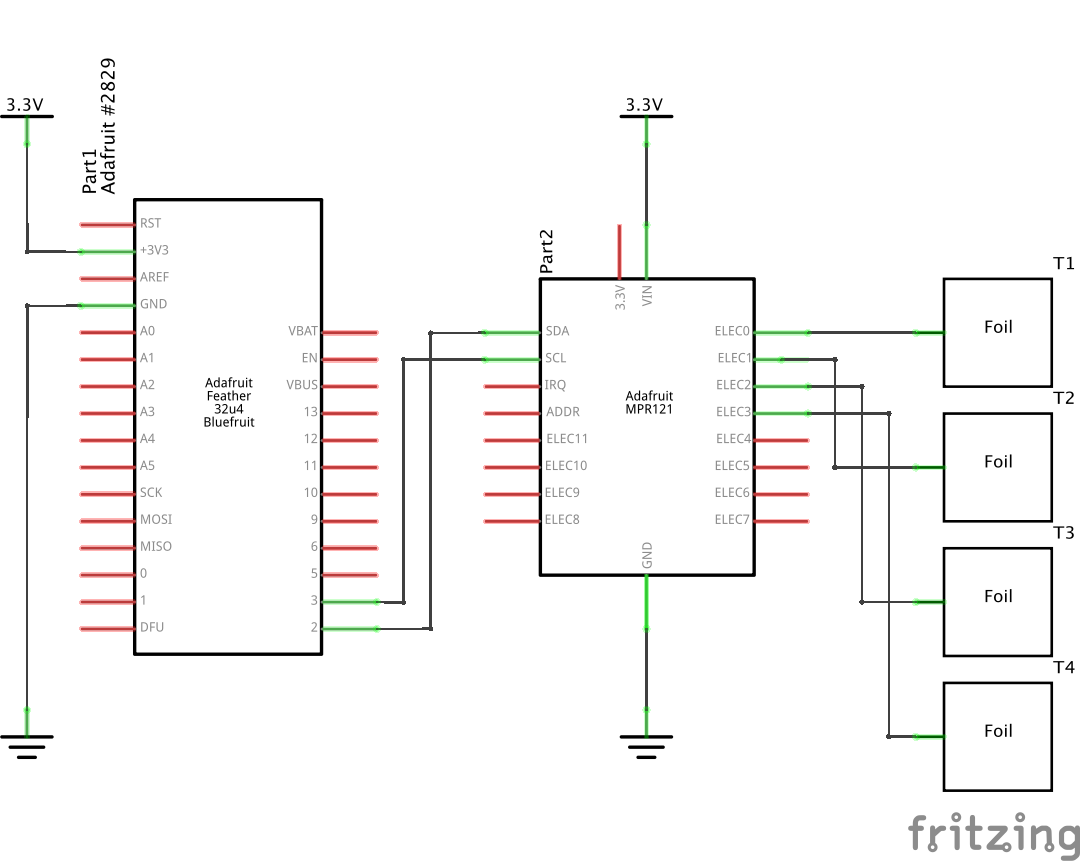 3.3V
Part1
Adafruit #2829
RST
+3V3
AREF
GND
A0
A1
A2
A3
A4
A5
SCK
MOSI
MISO
0
1
DFU
Adafruit
Feather
32u4
Bluefruit
VBAT
EN
VBUS
13
12
11
10
9
6
5
3
2
3.3V
Part2
3.3V
VIN
SDA
SCL
IRQ
ADDR
ELEC11
ELEC10
ELEC9
ELEC8
Adafruit
MPR121
ELEC0
ELEC1
ELEC2
ELEC3
ELEC4
ELEC5
ELEC6
ELEC7
GND
T1
Foil
T2
Foil
T3
Foil
T4
Foil
fritzing